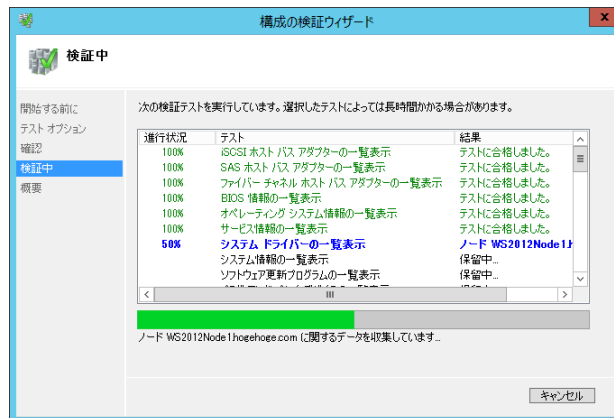 構成の検証ウィザード
x
検証中
開始する前に
テスト オプション
確認
検証中
概要
次の検証テストを実行しています。選択したテストによっては長時間かかる場合があります。
進行状況 テスト 結果
100% iSCSI ホスト バス アダプターの一覧表示 テストに合格しました。
100% SAS ホスト バス アダプターの一覧表示 テストに合格しました。
100% ファイバー チャネル ホスト バス アダプターの一覧表示 テストに合格しました。
100% BIOS 情報の一覧表示 テストに合格しました。
100% オペレーティング システム情報の一覧表示 テストに合格しました。
100% サービス情報の一覧表示 テストに合格しました。
50% システム ドライバーの一覧表示 ノード WS2012Node1.h
システム情報の一覧表示 保留中...
ソフトウェア更新プログラムの一覧表示 保留中...
ノード WS2012Node1.hogehoge.com に関するデータを収集しています...
キャンセル